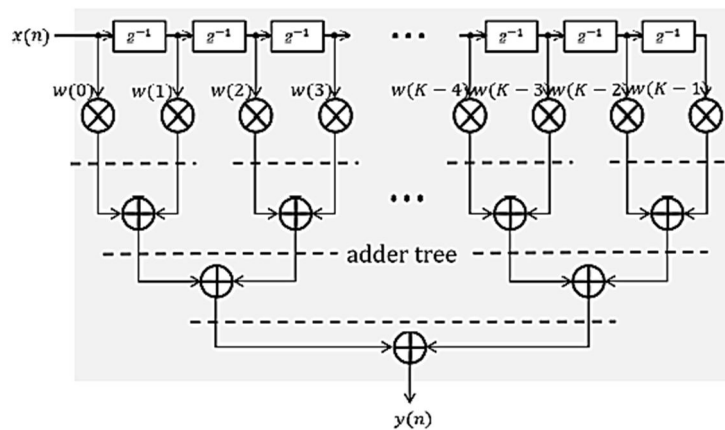 x(n) z⁻¹ z⁻¹ z⁻¹ ••• z⁻¹ z⁻¹ z⁻¹
w(0) w(1) w(2) w(3) w(K − 4) w(K − 3) w(K − 2) w(K − 1)
•••
adder tree
y(n)